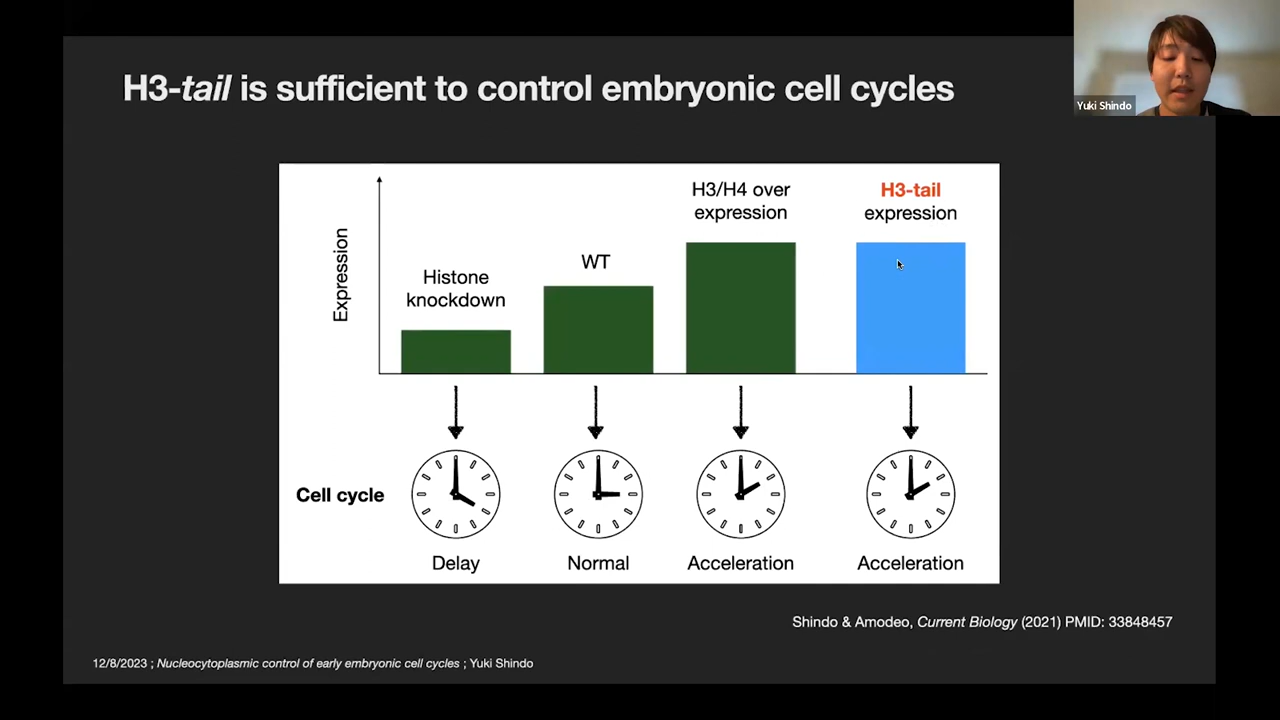 H3-tail is sufficient to control embryonic cell cycles
Yuki Shindo
Expression
Histone
knockdown
WT
H3/H4 over
expression
H3-tail
expression
Cell cycle
Delay
Normal
Acceleration
Acceleration
Shindo & Amodeo, Current Biology (2021) PMID: 33848457
12/8/2023 ; Nucleocytoplasmic control of early embryonic cell cycles ; Yuki Shindo